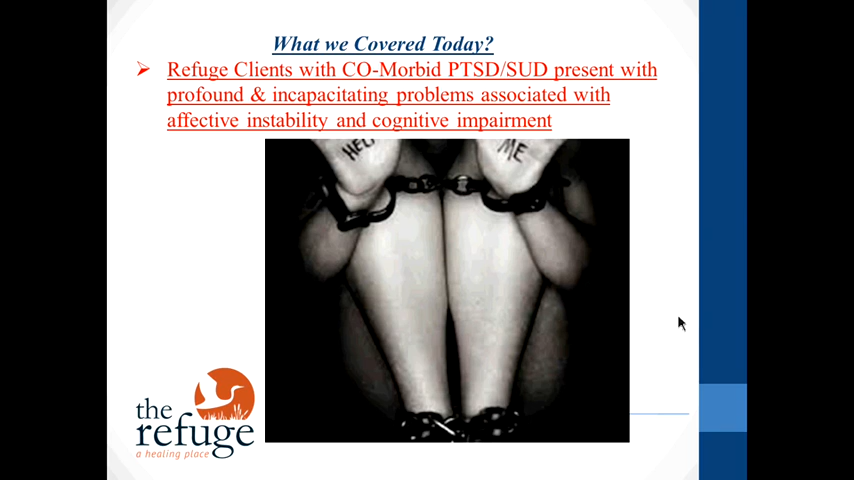 What we Covered Today?
➢ Refuge Clients with CO-Morbid PTSD/SUD present with
profound & incapacitating problems associated with
affective instability and cognitive impairment
HELP
ME
the
refuge
a healing place